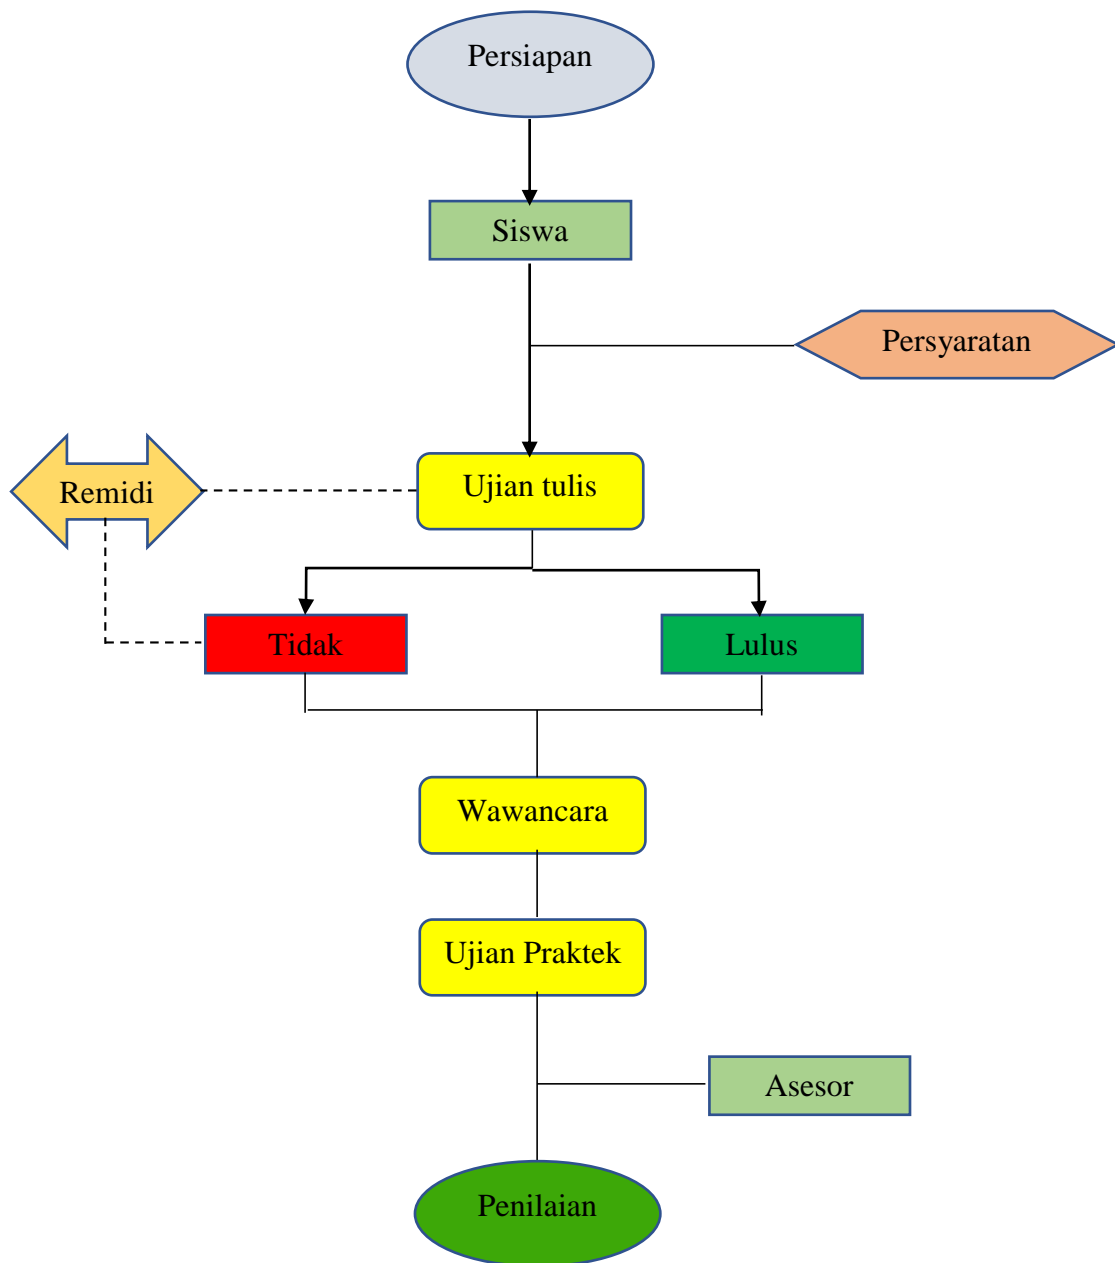 Persiapan
Siswa
Persyaratan
Remidi
Ujian tulis
Tidak
Lulus
Wawancara
Ujian Praktek
Asesor
Penilaian